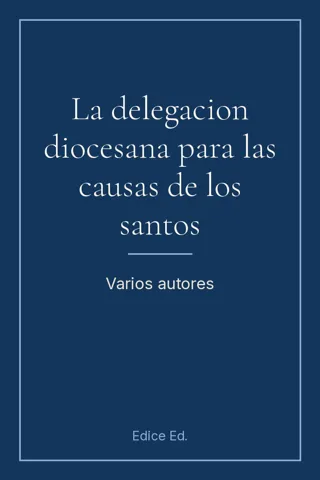 La delegacion
diocesana para las
causas de los
santos
Varios autores
Edice Ed.